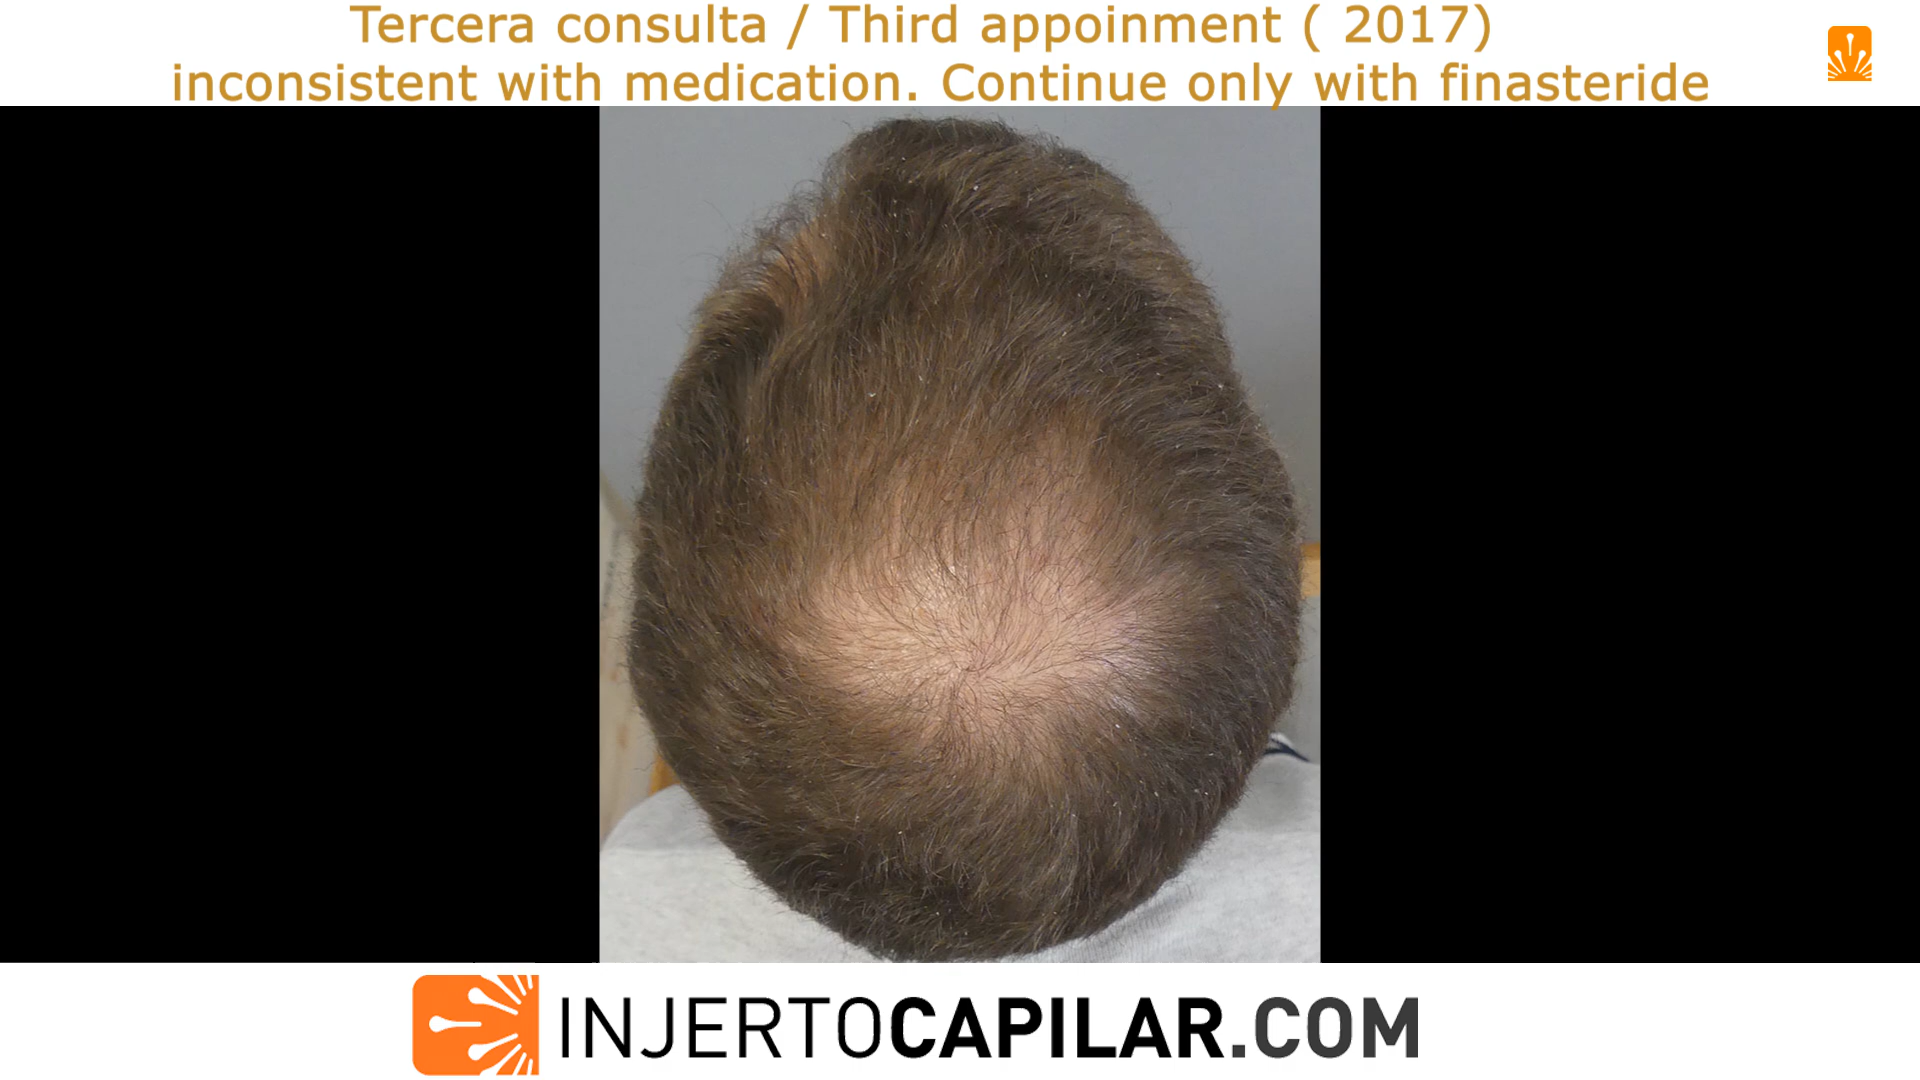 Tercera consulta / Third appoinment ( 2017)
inconsistent with medication. Continue only with finasteride
INJERTOCAPILAR.COM